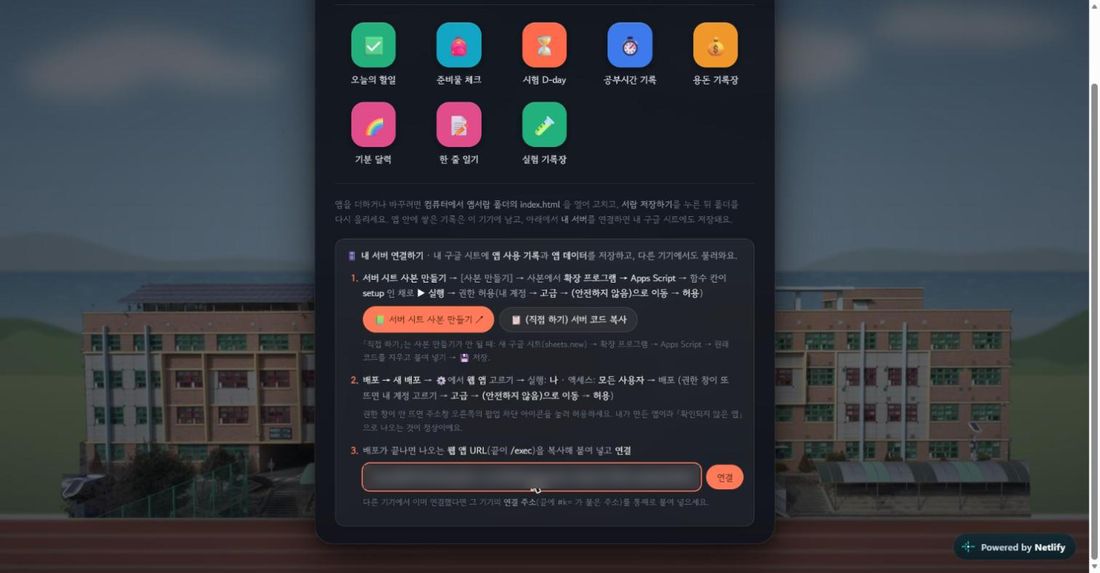 오늘의 할일
준비물 체크
시험 D-day
공부시간 기록
용돈 기록장
기분 달력
한 줄 일기
실험 기록장
앱을 더하거나 바꾸려면 컴퓨터에서 앱서랍 폴더의 index.html 을 열어 고치고, 서랍 저장하기를 누른 뒤 폴더를
다시 올리세요. 앱 안에 쌓은 기록은 이 기기에 남고, 아래에서 내 서버를 연결하면 내 구글 시트에도 저장돼요.
내 서버 연결하기 · 내 구글 시트에 앱 사용 기록과 앱 데이터를 저장하고, 다른 기기에서도 불러와요.
1. 서버 시트 사본 만들기 → [사본 만들기] → 사본에서 확장 프로그램 → Apps Script → 함수 칸이
setup 인 채로 ▶ 실행 → 권한 허용(내 계정 → 고급 → (안전하지 않음)으로 이동 → 허용)
서버 시트 사본 만들기 ↗
(직접 하기) 서버 코드 복사
「직접 하기」는 사본 만들기가 안 될 때: 새 구글 시트(sheets.new) → 확장 프로그램 → Apps Script → 원래
코드를 지우고 붙여 넣기 → 💾 저장.
2. 배포 → 새 배포 → ⚙에서 웹 앱 고르기 → 실행: 나 · 액세스: 모든 사용자 → 배포 (권한 창이 또
뜨면 내 계정 고르기 → 고급 → (안전하지 않음)으로 이동 → 허용)
권한 창이 안 뜨면 주소창 오른쪽의 팝업 차단 아이콘을 눌러 허용하세요. 내가 만든 앱이라 「확인되지 않은 앱」
으로 나오는 것이 정상이에요.
3. 배포가 끝나면 나오는 웹 앱 URL(끝이 /exec)을 복사해 붙여 넣고 연결
연결
다른 기기에서 이미 연결했다면 그 기기의 연결 주소(끝에 #k= 가 붙은 주소)를 통째로 붙여 넣으세요.
Powered by Netlify